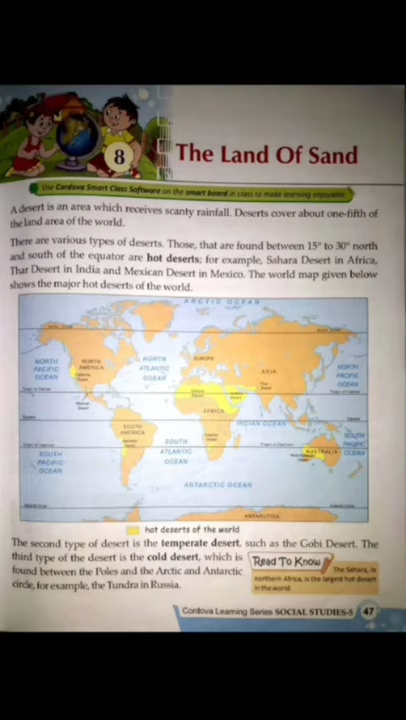 8
The Land Of Sand
Use Cordova Smart Class Software on the smart board in class to make learning enjoyable
A desert is an area which receives scanty rainfall. Deserts cover about one-fifth of
the land area of the world.
There are various types of deserts. Those, that are found between 15° to 30° north
and south of the equator are hot deserts; for example, Sahara Desert in Africa,
Thar Desert in India and Mexican Desert in Mexico. The world map given below
shows the major hot deserts of the world.
ARCTIC OCEAN
NORTH
PACIFIC
OCEAN
NORTH
AMERICA
NORTH
ATLANTIC
OCEAN
EUROPE
ASIA
NORTH
PACIFIC
OCEAN
AFRICA
INDIAN OCEAN
SOUTH
AMERICA
SOUTH
PACIFIC
OCEAN
SOUTH
ATLANTIC
OCEAN
AUSTRALIA
SOUTH
PACIFIC
OCEAN
ANTARCTIC OCEAN
ANTARCTICA
hot deserts of the world
The second type of desert is the temperate desert, such as the Gobi Desert. The
third type of the desert is the cold desert, which is
found between the Poles and the Arctic and Antarctic
circle, for example, the Tundra in Russia.
Read To Know
The Sahara, in
northern Africa, is the largest hot desert
in the world.
Cordova Learning Series SOCIAL STUDIES-5 47